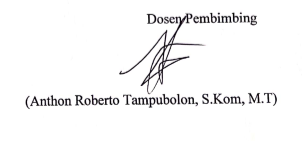 Dosen Pembimbing
(Anthon Roberto Tampubolon, S.Kom, M.T)